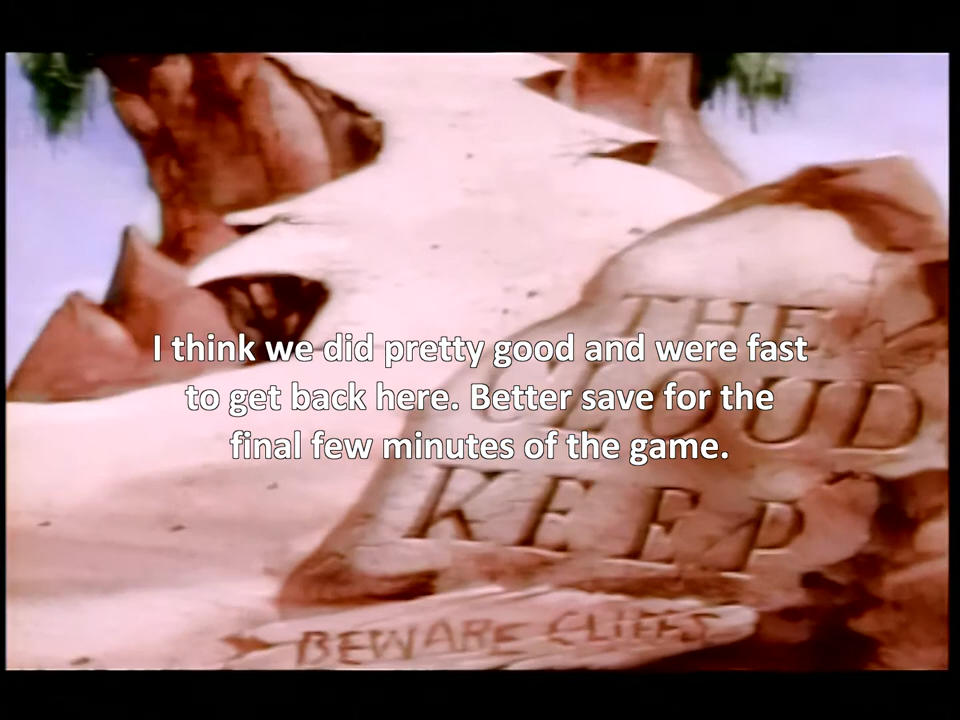 I think we did pretty good and were fast
to get back here. Better save for the
final few minutes of the game.
THE
CLOUD
KEEP
BEWARE CLIFFS